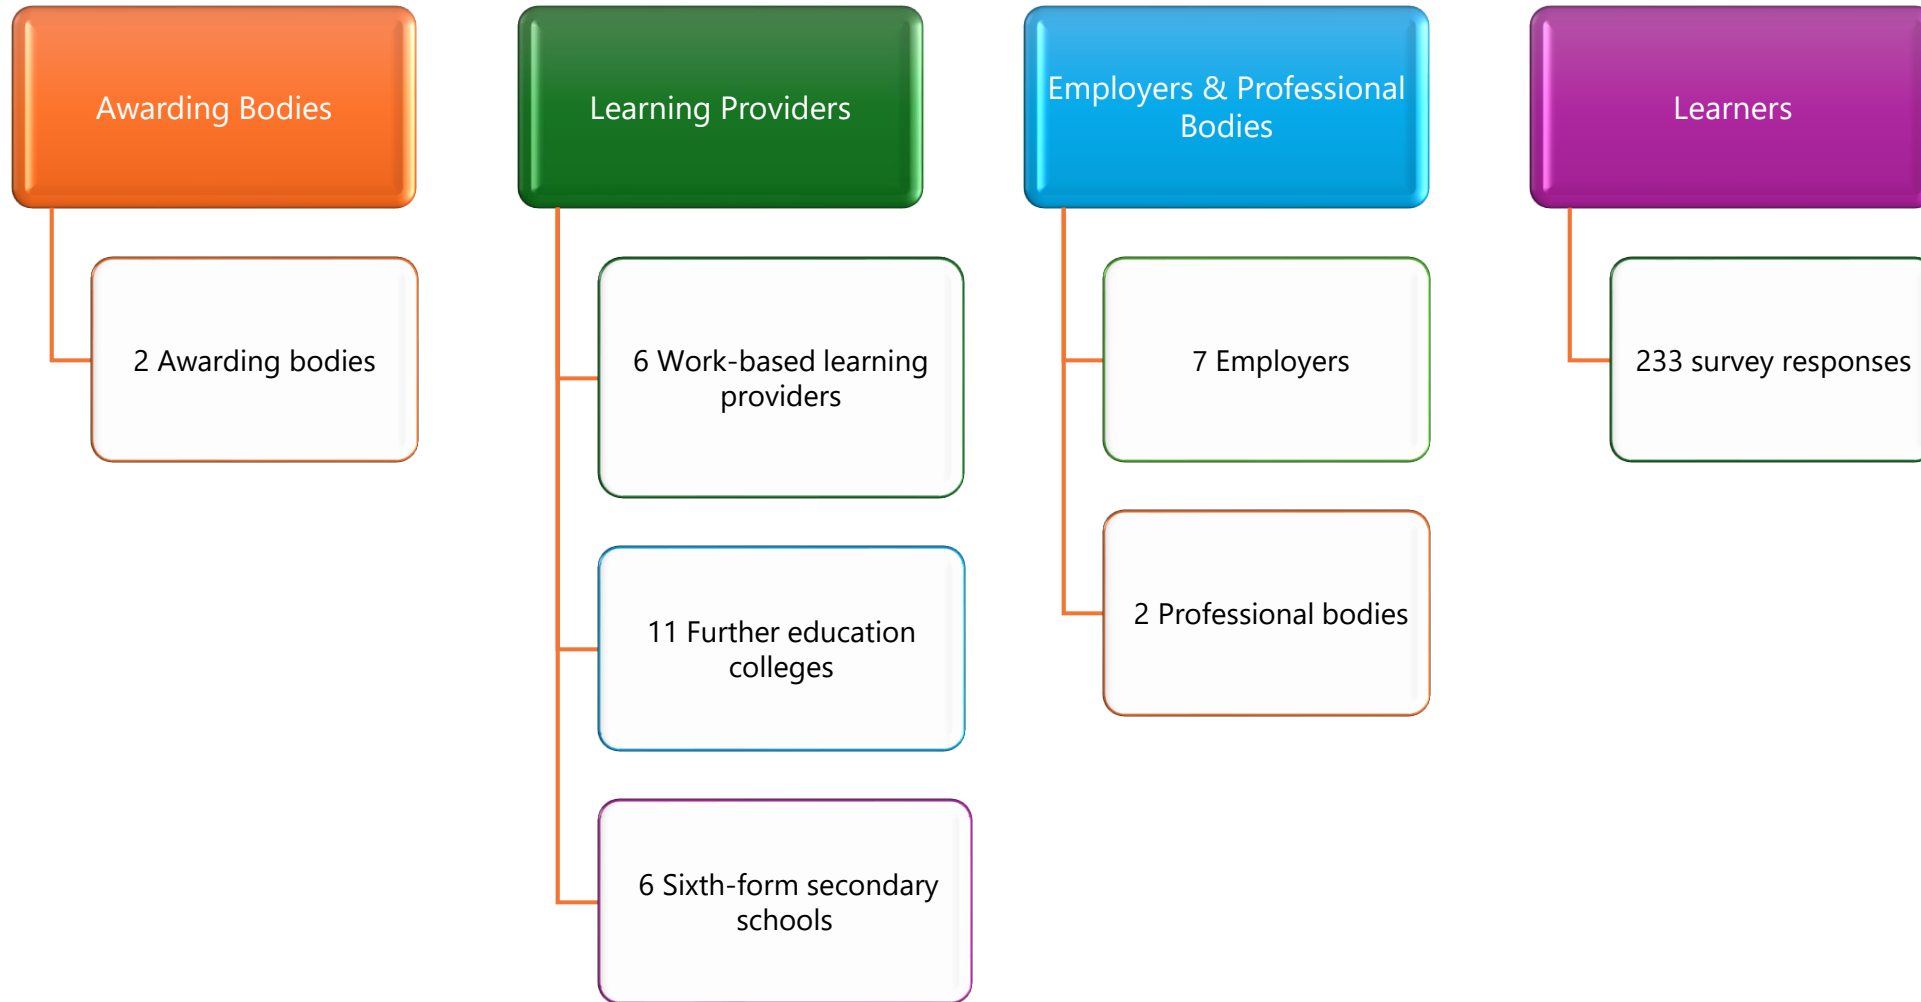 Awarding Bodies
2 Awarding bodies
Learning Providers
6 Work-based learning
providers
11 Further education
colleges
6 Sixth-form secondary
schools
Employers & Professional
Bodies
7 Employers
2 Professional bodies
Learners
233 survey responses